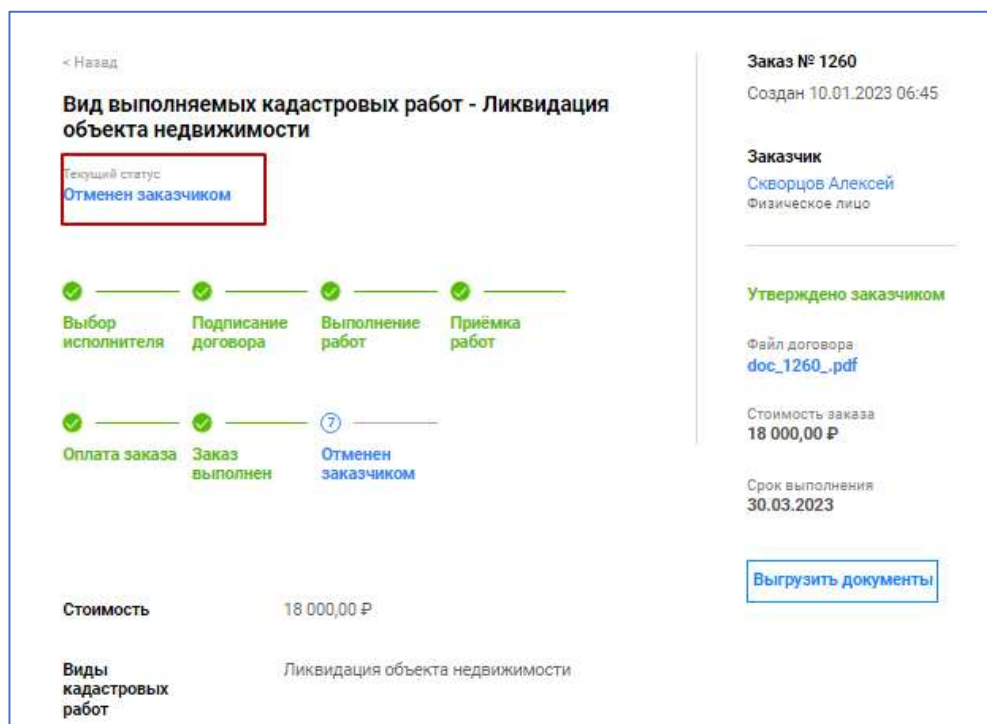 < Назад
Вид выполняемых кадастровых работ - Ликвидация
объекта недвижимости
Текущий статус
Отменен заказчиком
Выбор
исполнителя
Подписание
договора
Выполнение
работ
Приёмка
работ
Оплата заказа
Заказ
выполнен
7
Отменен
заказчиком
Стоимость
18 000,00 ₽
Виды
кадастровых
работ
Ликвидация объекта недвижимости
Заказ № 1260
Создан 10.01.2023 06:45
Заказчик
Скворцов Алексей
Физическое лицо
Утверждено заказчиком
Файл договора
doc_1260_.pdf
Стоимость заказа
18 000,00 ₽
Срок выполнения
30.03.2023
Выгрузить документы